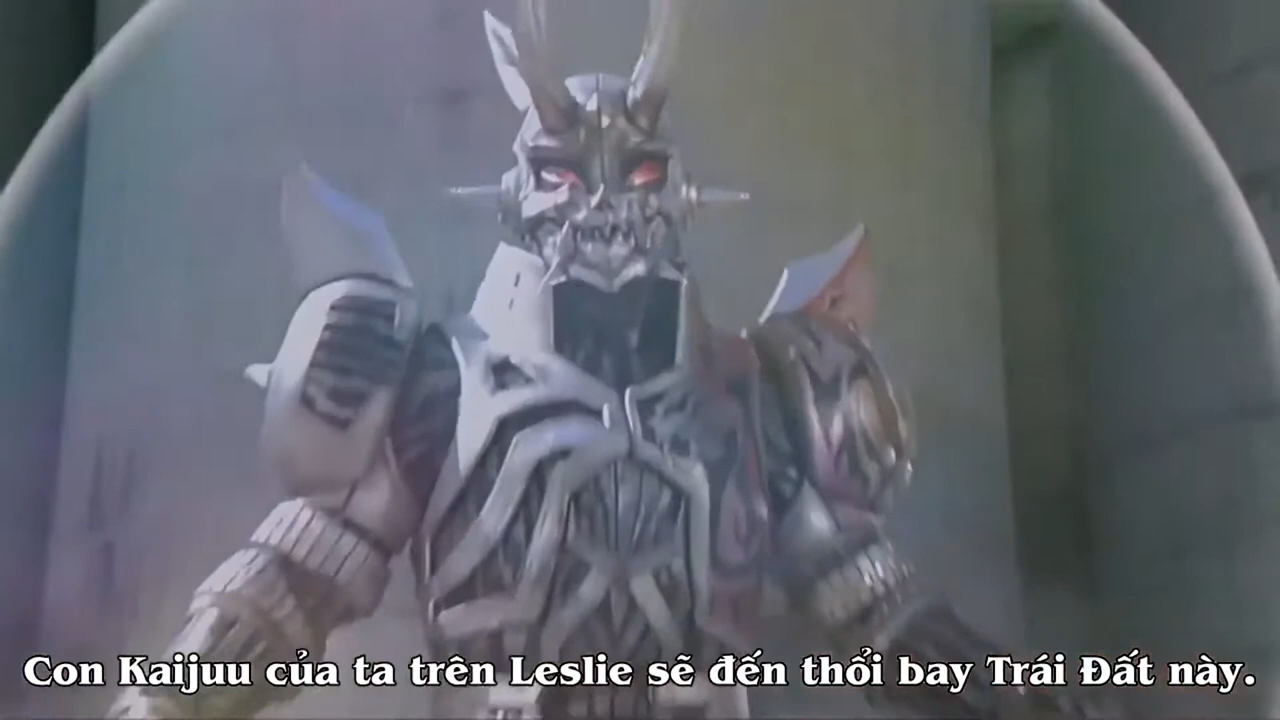 Con Kaijuu của ta trên Leslie sẽ đến thổi bay Trái Đất này.